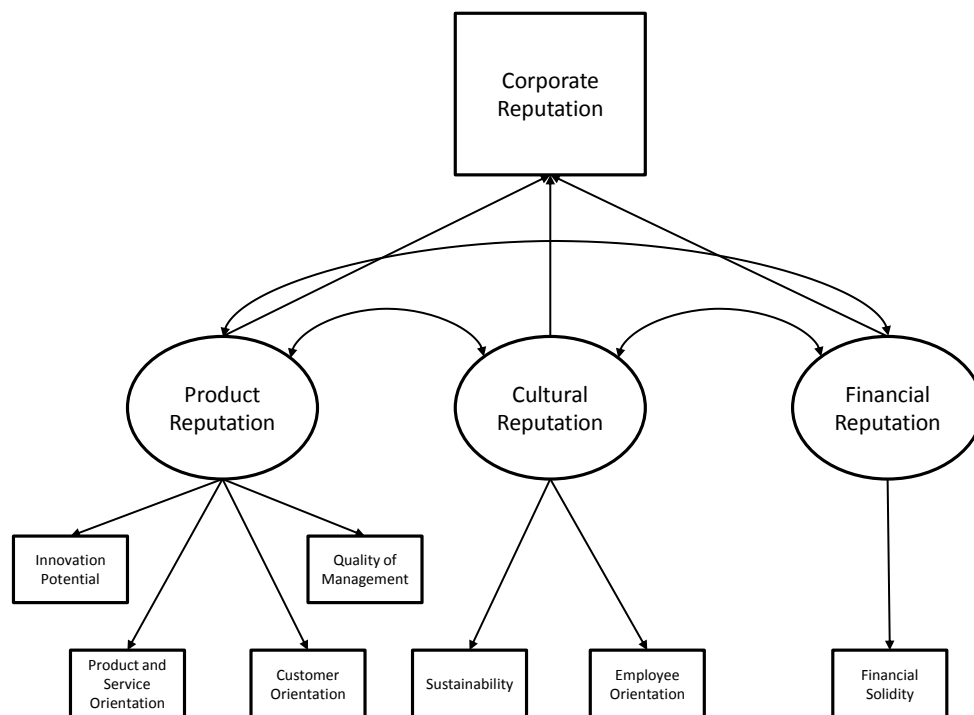 Corporate
Reputation
Product
Reputation
Cultural
Reputation
Financial
Reputation
Innovation
Potential
Quality of
Management
Product and
Service
Orientation
Customer
Orientation
Sustainability
Employee
Orientation
Financial
Solidity